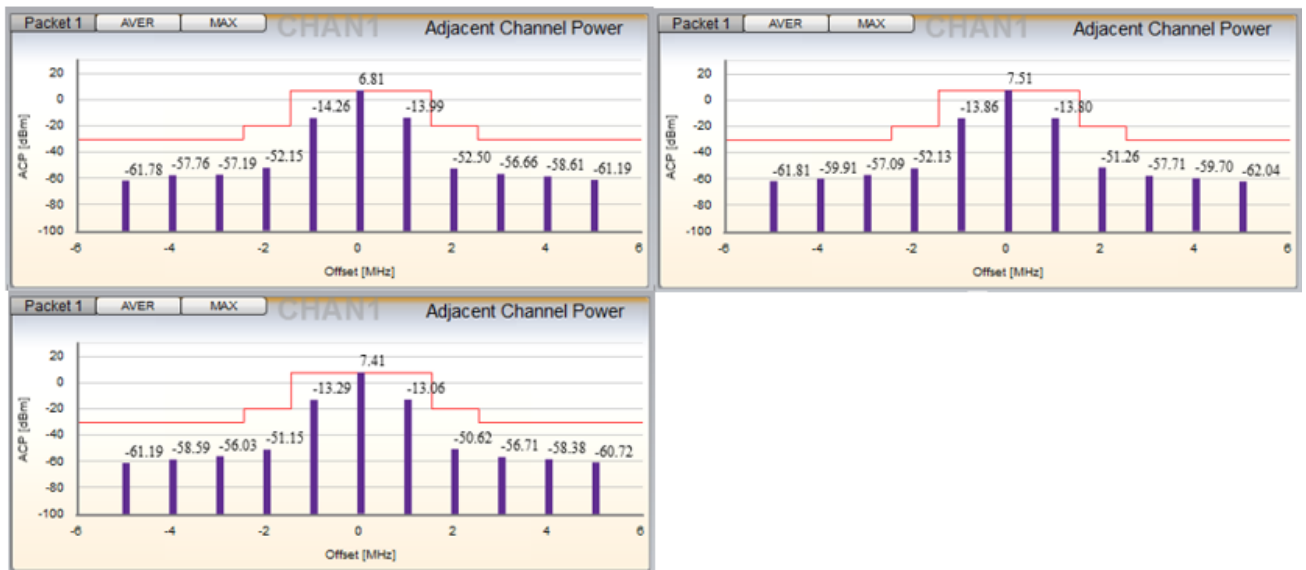 Packet 1 AVER MAX CHAN1 Adjacent Channel Power
ACP [dBm]
20
0
-20
-40
-60
-80
-100
6.81
-14.26 -13.99
-61.78 -57.76 -57.19 -52.15 -52.50 -56.66 -58.61 -61.19
-6 -4 -2 0 2 4 6
Offset [MHz]
Packet 1 AVER MAX CHAN1 Adjacent Channel Power
ACP [dBm]
20
0
-20
-40
-60
-80
-100
7.51
-13.86 -13.80
-61.81 -59.91 -57.09 -52.13 -51.26 -57.71 -59.70 -62.04
-6 -4 -2 0 2 4 6
Offset [MHz]
Packet 1 AVER MAX CHAN1 Adjacent Channel Power
ACP [dBm]
20
0
-20
-40
-60
-80
-100
7.41
-13.29 -13.06
-61.19 -58.59 -56.03 -51.15 -50.62 -56.71 -58.38 -60.72
-6 -4 -2 0 2 4 6
Offset [MHz]